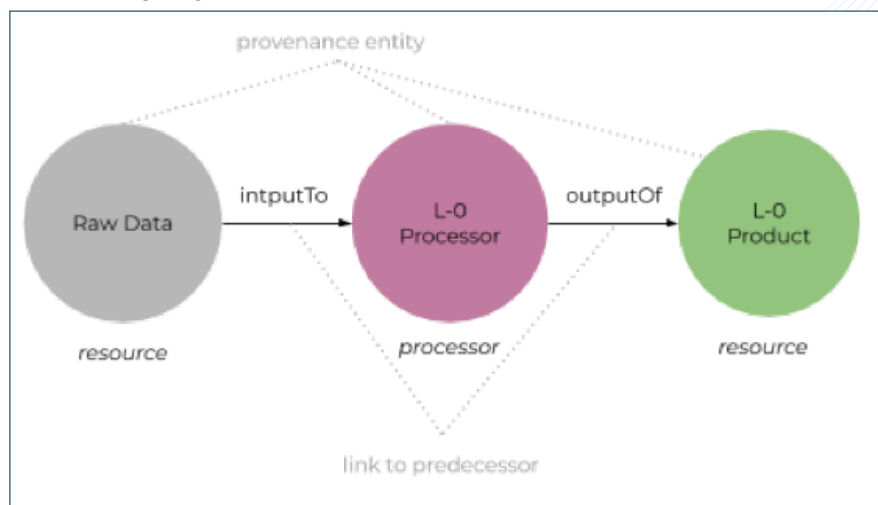 provenance entity
Raw Data
intputTo
L-0
Processor
outputOf
L-0
Product
resource
processor
resource
link to predecessor